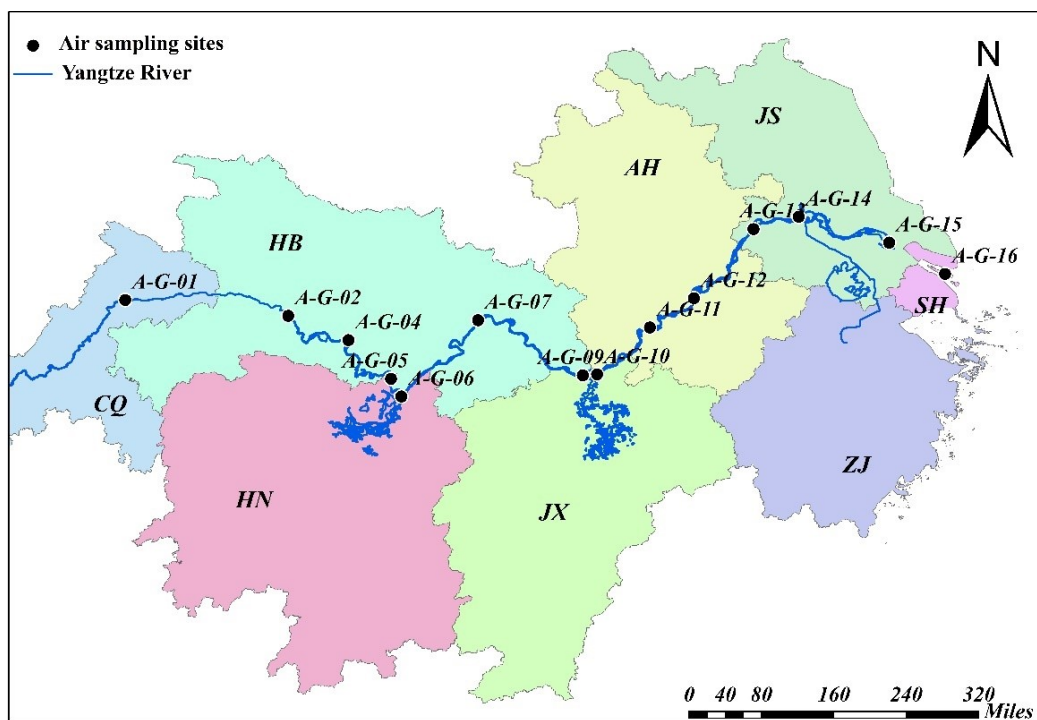 Air sampling sites
Yangtze River
N
JS
AH
A-G-13
A-G-14
A-G-15
A-G-16
HB
A-G-01
A-G-02
A-G-07
A-G-12
SH
A-G-04
A-G-11
A-G-05
A-G-09
A-G-10
A-G-06
CQ
ZJ
HN
JX
0 40 80 160 240 320
Miles